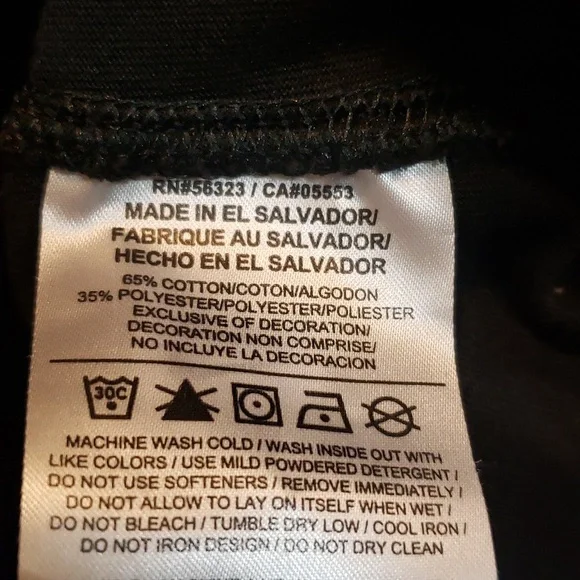 RN#56323 / CA#05553
MADE IN EL SALVADOR/
FABRIQUE AU SALVADOR/
HECHO EN EL SALVADOR
65% COTTON/COTON/ALGODON
35% POLYESTER/POLYESTER/POLIESTER
EXCLUSIVE OF DECORATION/
DECORATION NON COMPRISE/
NO INCLUYE LA DECORACION
30C
MACHINE WASH COLD / WASH INSIDE OUT WITH
LIKE COLORS / USE MILD POWDERED DETERGENT /
DO NOT USE SOFTENERS / REMOVE IMMEDIATELY /
DO NOT ALLOW TO LAY ON ITSELF WHEN WET /
DO NOT BLEACH / TUMBLE DRY LOW / COOL IRON /
DO NOT IRON DESIGN / DO NOT DRY CLEAN